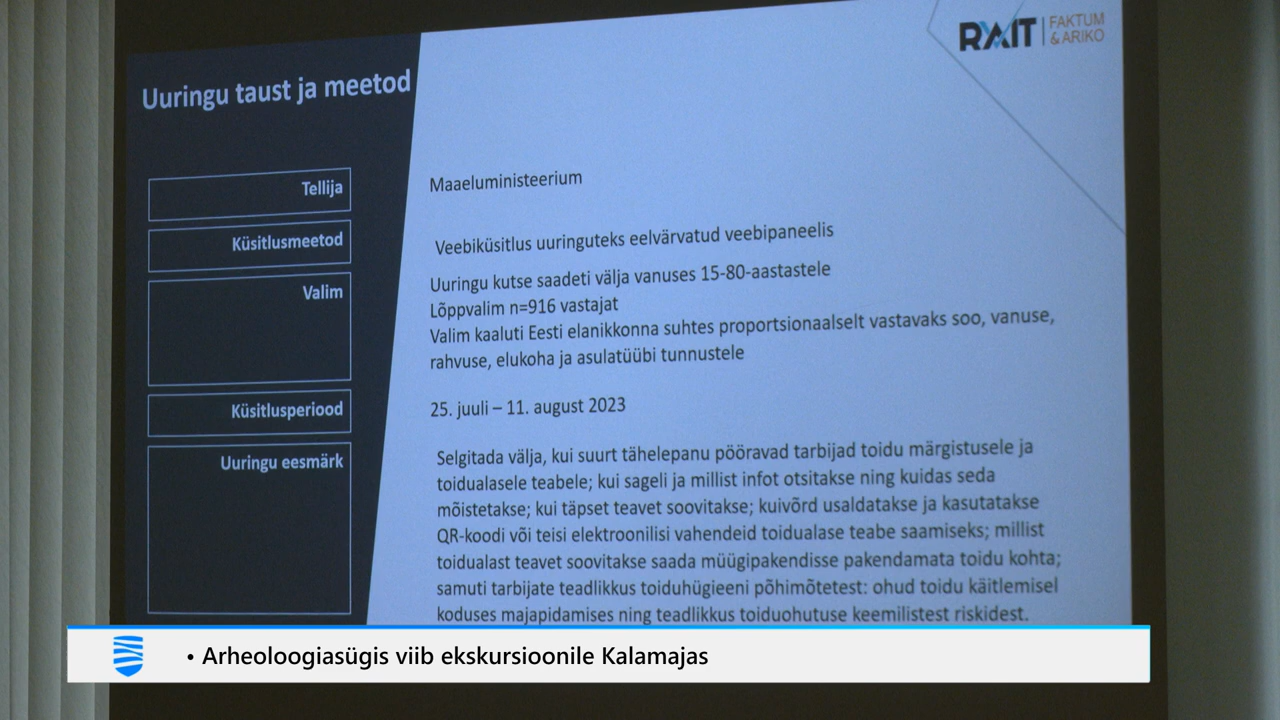 RAIT FAKTUM
& ARIKO
Uuringu taust ja meetod
Tellija
Maaeluministeerium
Küsitlusmeetod
Veebiküsitlus uuringuteks eelvärvatud veebipaneelis
Valim
Uuringu kutse saadeti välja vanuses 15-80-aastastele
Lõppvalim n=916 vastajat
Valim kaaluti Eesti elanikkonna suhtes proportsionaalselt vastavaks soo, vanuse,
rahvuse, elukoha ja asulatüübi tunnustele
Küsitlusperiood
25. juuli – 11. august 2023
Uuringu eesmärk
Selgitada välja, kui suurt tähelepanu pööravad tarbijad toidu märgistusele ja
toidualasele teabele; kui sageli ja millist infot otsitakse ning kuidas seda
mõistetakse; kui täpset teavet soovitakse; kuivõrd usaldatakse ja kasutatakse
QR-koodi või teisi elektroonilisi vahendeid toidualase teabe saamiseks; millist
toidualast teavet soovitakse saada müügipakendisse pakendamata toidu kohta;
samuti tarbijate teadlikkus toiduhügieeni põhimõtetest: ohud toidu käitlemisel
koduses majapidamises ning teadlikkus toiduohutuse keemilistest riskidest.
• Arheoloogiasügis viib ekskursioonile Kalamajas